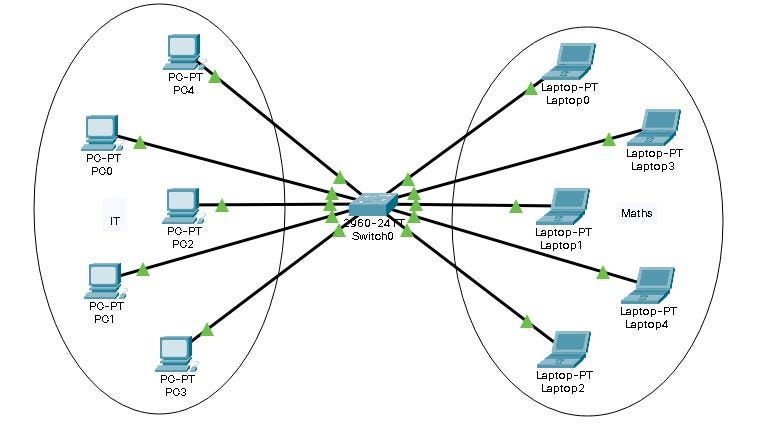 PC-PT
PC4
PC-PT
PC0
IT
PC-PT
PC2
PC-PT
PC1
PC-PT
PC3
2960-24TT
Switch0
Laptop-PT
Laptop0
Laptop-PT
Laptop3
Laptop-PT
Laptop1
Maths
Laptop-PT
Laptop4
Laptop-PT
Laptop2